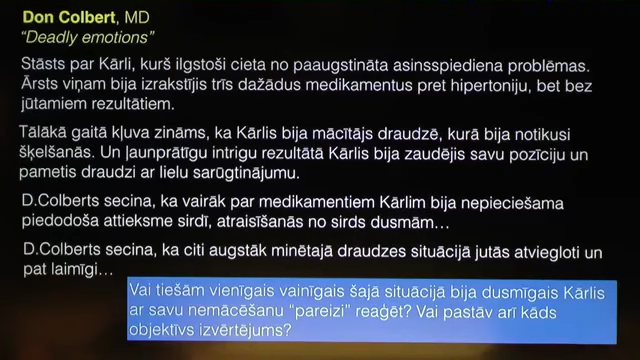 Don Colbert, MD
“Deadly emotions”
Stāsts par Kārli, kurš ilgstoši cieta no paaugstināta asinsspiediena problēmas.
Ārsts viņam bija izrakstījis trīs dažādus medikamentus pret hipertoniju, bet bez
jūtamiem rezultātiem.
Tālākā gaitā kļuva zināms, ka Kārlis bija mācītājs draudzē, kurā bija notikusi
šķelšanās. Un ļaunprātīgu intrigu rezultātā Kārlis bija zaudējis savu pozīciju un
pametis draudzi ar lielu sarūgtinājumu.
D.Colberts secina, ka vairāk par medikamentiem Kārlim bija nepieciešama
piedodoša attieksme sirdī, atraisīšanās no sirds dusmām…
D.Colberts secina, ka citi augstāk minētajā draudzes situācijā jutās atviegloti un
pat laimīgi…
Vai tiešām vienīgais vainīgais šajā situācijā bija dusmīgais Kārlis
ar savu nemācēšanu “pareizi” reaģēt? Vai pastāv arī kāds
objektīvs izvērtējums?